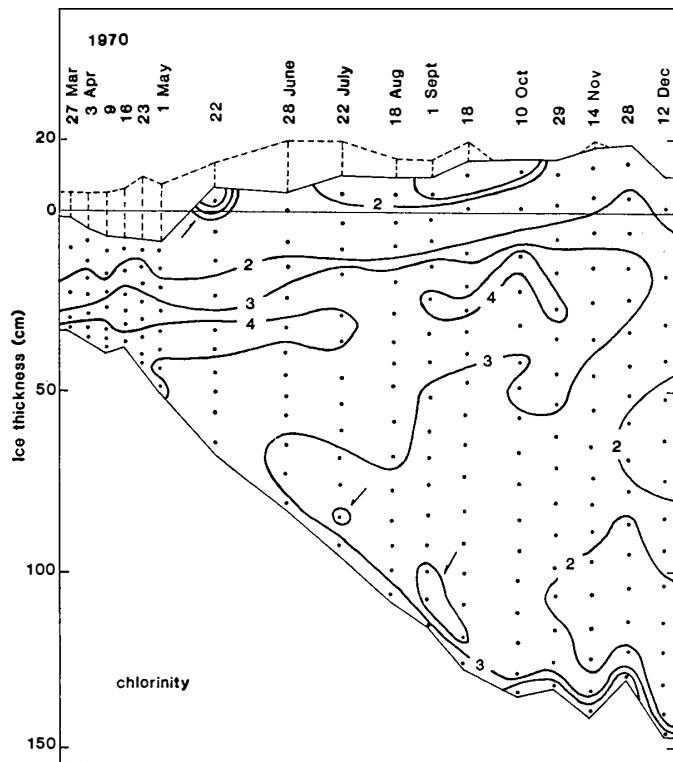 1970
27 Mar
3 Apr
9
16
23
1 May
22
28 June
22 July
18 Aug
1 Sept
18
10 Oct
29
14 Nov
28
12 Dec
20
0
50
100
150
Ice thickness (cm)
2
2
3
4
4
3
2
2
3
chlorinity